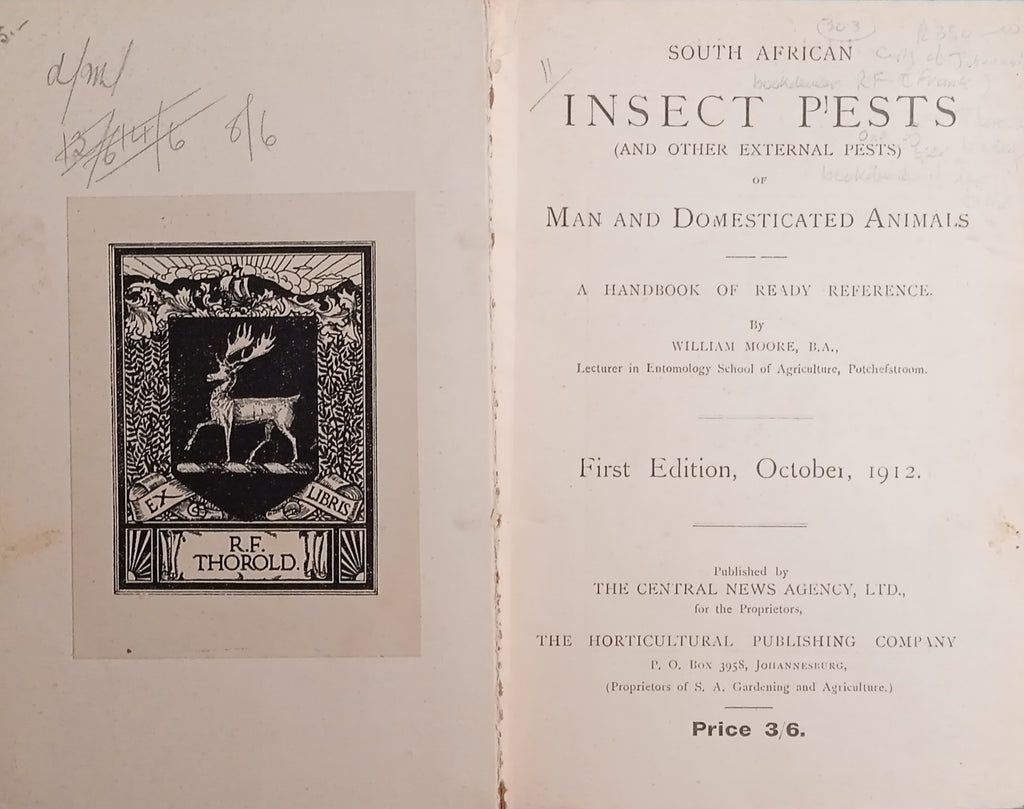 d/m/
8/6
EX LIBRIS
R.F.
THOROLD.
303
SOUTH AFRICAN
INSECT PESTS
(AND OTHER EXTERNAL PESTS)
OF
MAN AND DOMESTICATED ANIMALS
A HANDBOOK OF READY REFERENCE.
By
WILLIAM MOORE, B.A.,
Lecturer in Entomology School of Agriculture, Potchefstroom.
First Edition, October, 1912.
Published by
THE CENTRAL NEWS AGENCY, LTD.,
for the Proprietors,
THE HORTICULTURAL PUBLISHING COMPANY
P. O. Box 3958, JOHANNESBURG,
(Proprietors of S. A. Gardening and Agriculture.)
Price 3/6.